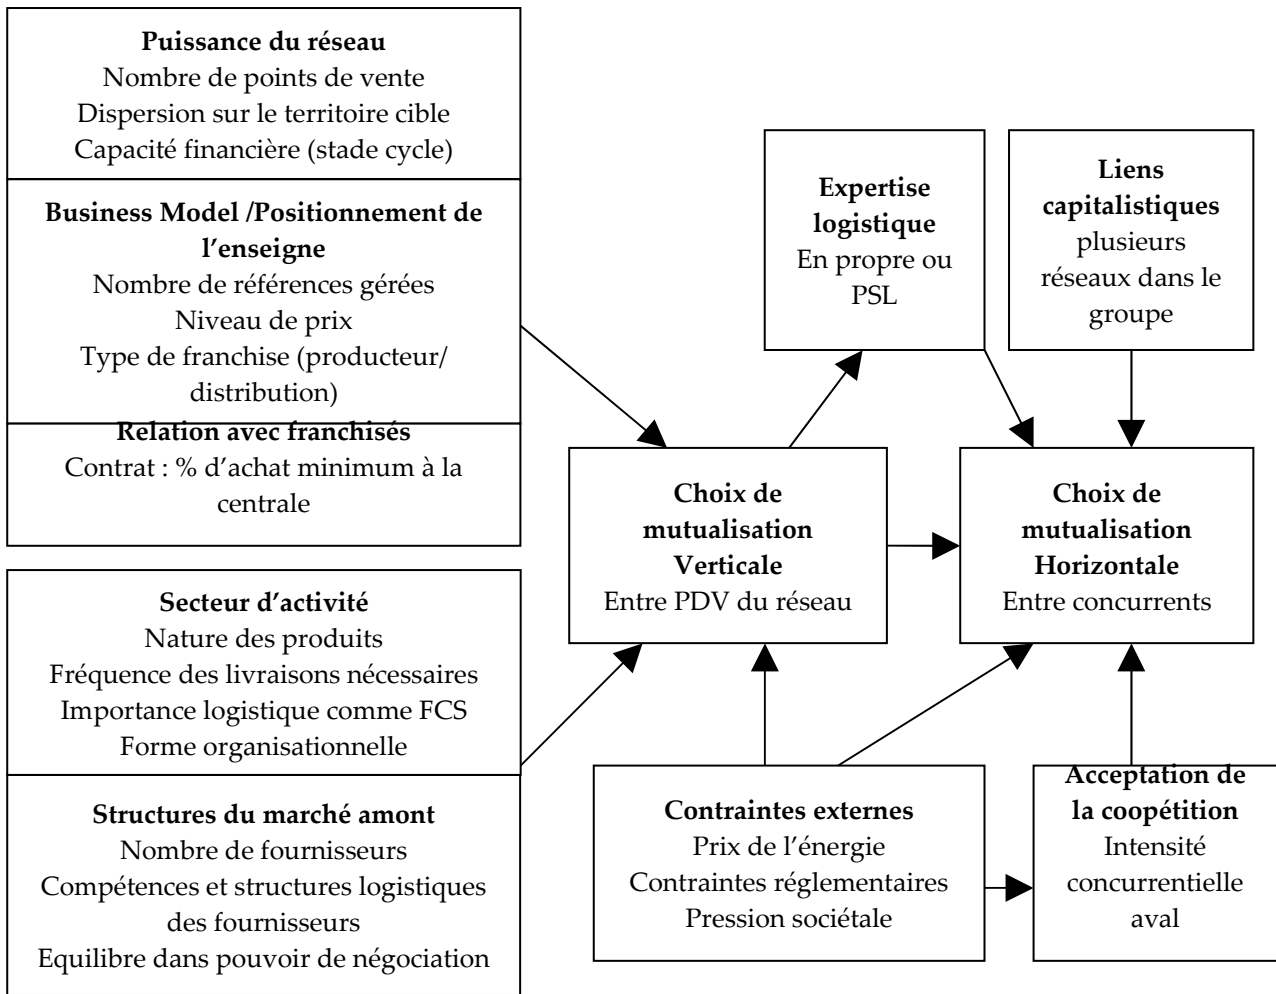 Puissance du réseau
Nombre de points de vente
Dispersion sur le territoire cible
Capacité financière (stade cycle)
Business Model /Positionnement de
l’enseigne
Nombre de références gérées
Niveau de prix
Type de franchise (producteur/
distribution)
Relation avec franchisés
Contrat : % d’achat minimum à la
centrale
Secteur d’activité
Nature des produits
Fréquence des livraisons nécessaires
Importance logistique comme FCS
Forme organisationnelle
Structures du marché amont
Nombre de fournisseurs
Compétences et structures logistiques
des fournisseurs
Equilibre dans pouvoir de négociation
Expertise
logistique
En propre ou
PSL
Liens
capitalistiques
plusieurs
réseaux dans le
groupe
Choix de
mutualisation
Verticale
Entre PDV du réseau
Choix de
mutualisation
Horizontale
Entre concurrents
Contraintes externes
Prix de l’énergie
Contraintes réglementaires
Pression sociétale
Acceptation de
la coopétition
Intensité
concurrentielle
aval